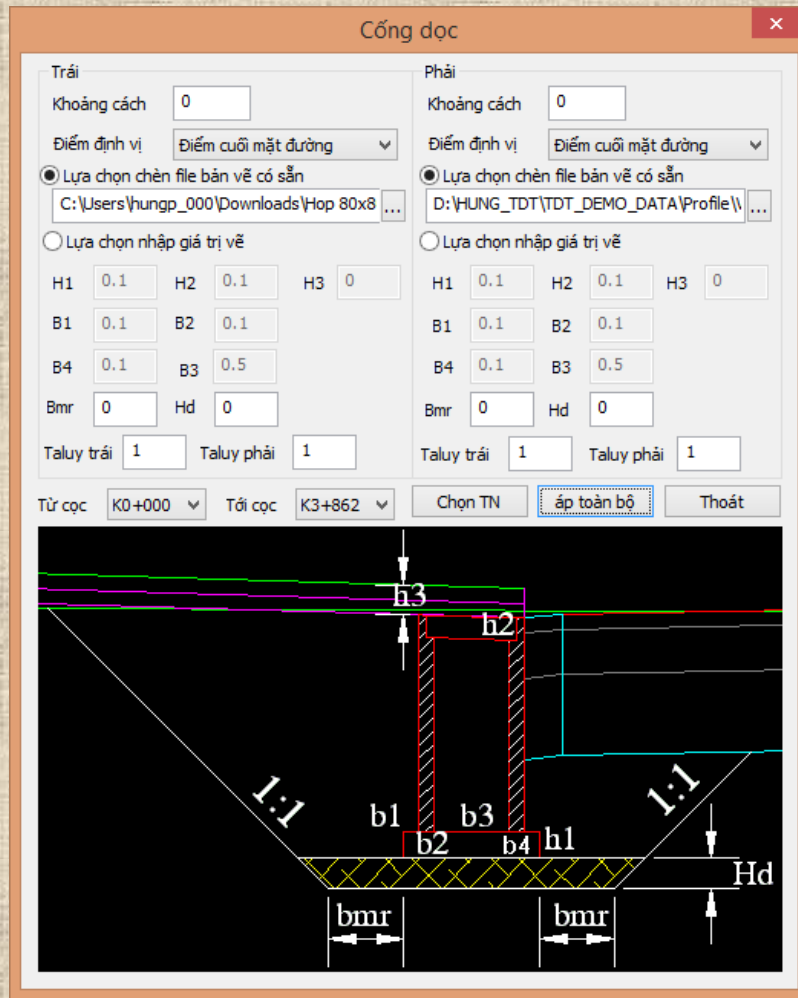 Cống dọc
Trái
Khoảng cách 0
Điểm định vị Điểm cuối mặt đường
Lựa chọn chèn file bản vẽ có sẵn
C:\Users\hungp_000\Downloads\Hop 80x8 ...
Lựa chọn nhập giá trị vẽ
H1 0.1 H2 0.1 H3 0
B1 0.1 B2 0.1
B4 0.1 B3 0.5
Bmr 0 Hd 0
Taluy trái 1 Taluy phải 1
Phải
Khoảng cách 0
Điểm định vị Điểm cuối mặt đường
Lựa chọn chèn file bản vẽ có sẵn
D:\HUNG_TDT\TDT_DEMO_DATA\Profile\\ ...
Lựa chọn nhập giá trị vẽ
H1 0.1 H2 0.1 H3 0
B1 0.1 B2 0.1
B4 0.1 B3 0.5
Bmr 0 Hd 0
Taluy trái 1 Taluy phải 1
Từ cọc K0+000 Tới cọc K3+862 Chọn TN áp toàn bộ Thoát
h3
h2
1:1
1:1
b1 b3
b2 b4 h1
Hd
bmr bmr